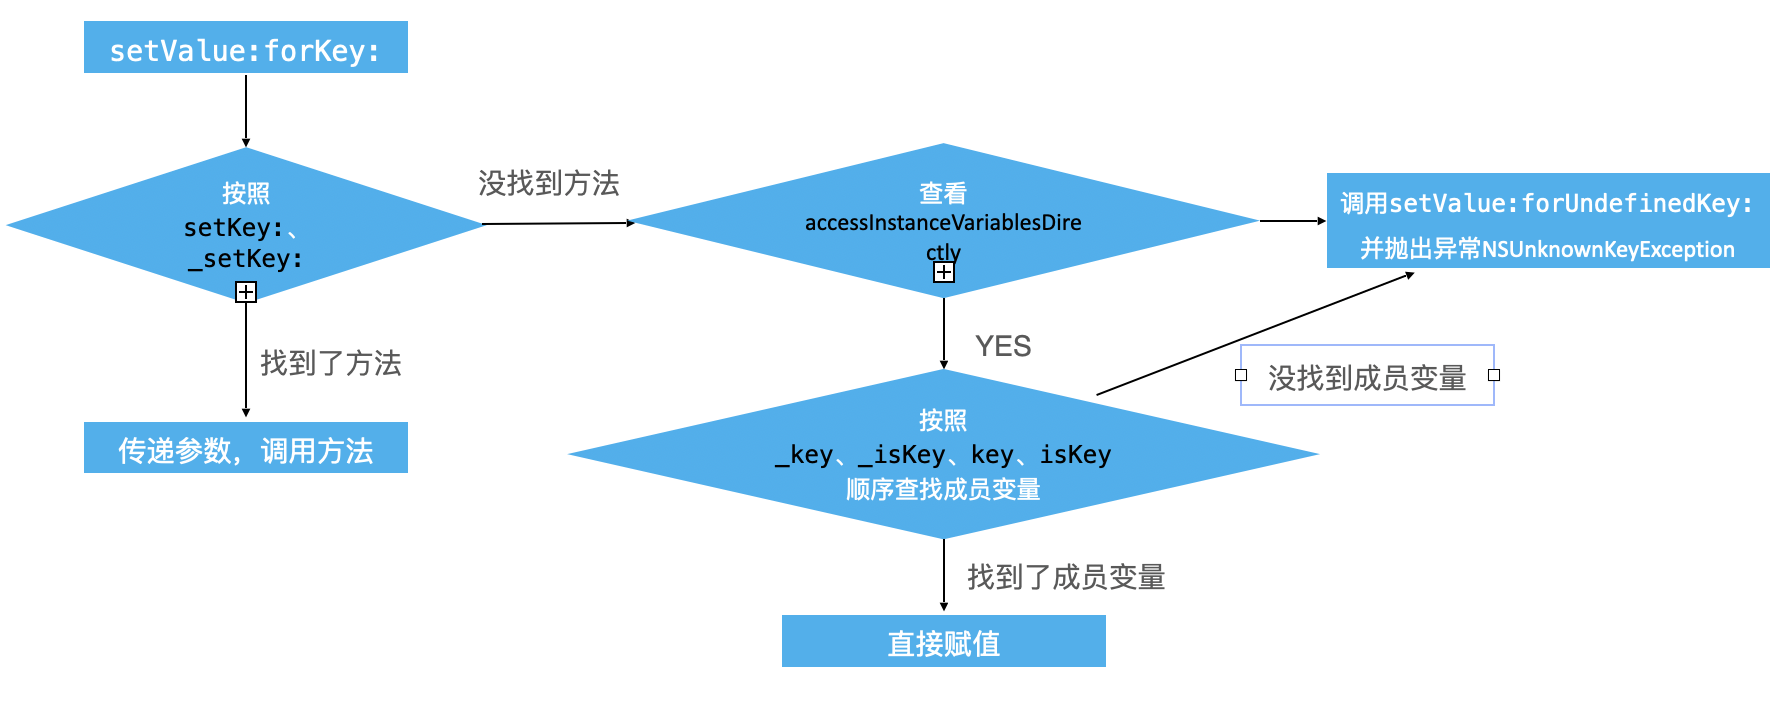 setValue:forKey:
按照
setKey:、
_setKey:
没找到方法
找到了方法
传递参数，调用方法
查看
accessInstanceVariablesDire
ctly
YES
调用setValue:forUndefinedKey:
并抛出异常NSUnknownKeyException
没找到成员变量
按照
_key、_isKey、key、isKey
顺序查找成员变量
找到了成员变量
直接赋值